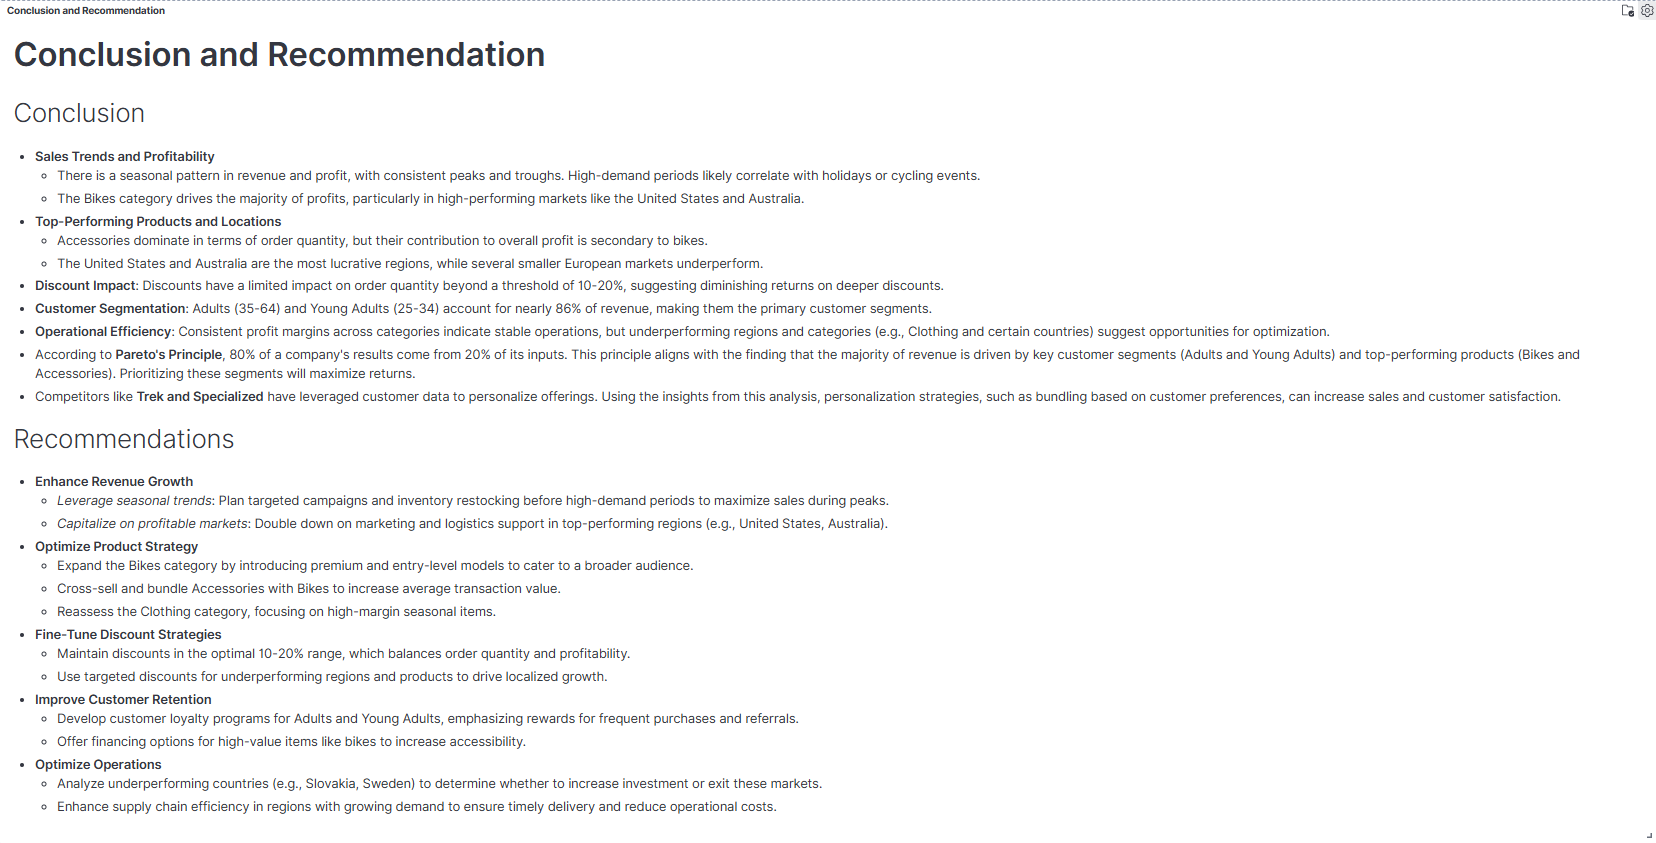 Conclusion and Recommendation
Conclusion and Recommendation
Conclusion
Sales Trends and Profitability
There is a seasonal pattern in revenue and profit, with consistent peaks and troughs. High-demand periods likely correlate with holidays or cycling events.
The Bikes category drives the majority of profits, particularly in high-performing markets like the United States and Australia.
Top-Performing Products and Locations
Accessories dominate in terms of order quantity, but their contribution to overall profit is secondary to bikes.
The United States and Australia are the most lucrative regions, while several smaller European markets underperform.
Discount Impact: Discounts have a limited impact on order quantity beyond a threshold of 10-20%, suggesting diminishing returns on deeper discounts.
Customer Segmentation: Adults (35-64) and Young Adults (25-34) account for nearly 86% of revenue, making them the primary customer segments.
Operational Efficiency: Consistent profit margins across categories indicate stable operations, but underperforming regions and categories (e.g., Clothing and certain countries) suggest opportunities for optimization.
According to Pareto's Principle, 80% of a company's results come from 20% of its inputs. This principle aligns with the finding that the majority of revenue is driven by key customer segments (Adults and Young Adults) and top-performing products (Bikes and
Accessories). Prioritizing these segments will maximize returns.
Competitors like Trek and Specialized have leveraged customer data to personalize offerings. Using the insights from this analysis, personalization strategies, such as bundling based on customer preferences, can increase sales and customer satisfaction.
Recommendations
Enhance Revenue Growth
Leverage seasonal trends: Plan targeted campaigns and inventory restocking before high-demand periods to maximize sales during peaks.
Capitalize on profitable markets: Double down on marketing and logistics support in top-performing regions (e.g., United States, Australia).
Optimize Product Strategy
Expand the Bikes category by introducing premium and entry-level models to cater to a broader audience.
Cross-sell and bundle Accessories with Bikes to increase average transaction value.
Reassess the Clothing category, focusing on high-margin seasonal items.
Fine-Tune Discount Strategies
Maintain discounts in the optimal 10-20% range, which balances order quantity and profitability.
Use targeted discounts for underperforming regions and products to drive localized growth.
Improve Customer Retention
Develop customer loyalty programs for Adults and Young Adults, emphasizing rewards for frequent purchases and referrals.
Offer financing options for high-value items like bikes to increase accessibility.
Optimize Operations
Analyze underperforming countries (e.g., Slovakia, Sweden) to determine whether to increase investment or exit these markets.
Enhance supply chain efficiency in regions with growing demand to ensure timely delivery and reduce operational costs.